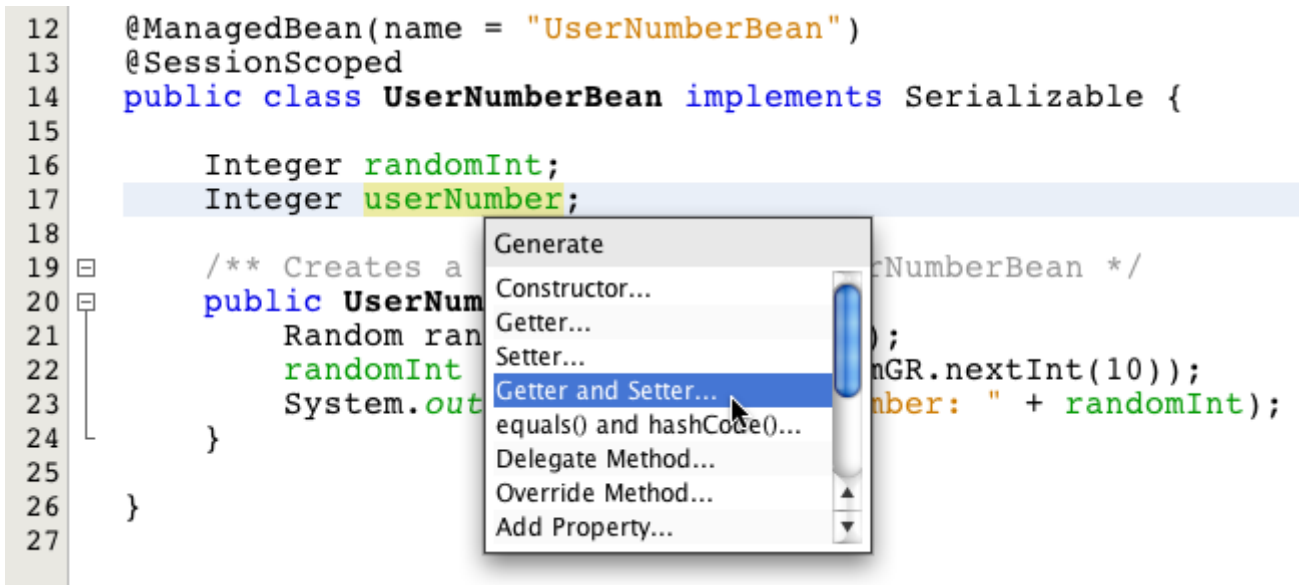 12 @ManagedBean(name = "UserNumberBean")
13 @SessionScoped
14 public class UserNumberBean implements Serializable {
15
16 Integer randomInt;
17 Integer userNumber;
18
19 /** Creates a rNumberBean */
20 public UserNum
21 Random ran );
22 randomInt mGR.nextInt(10));
23 System.out mber: " + randomInt);
24 }
25
26 }
27
Generate
Constructor...
Getter...
Setter...
Getter and Setter...
equals() and hashCode()...
Delegate Method...
Override Method...
Add Property...